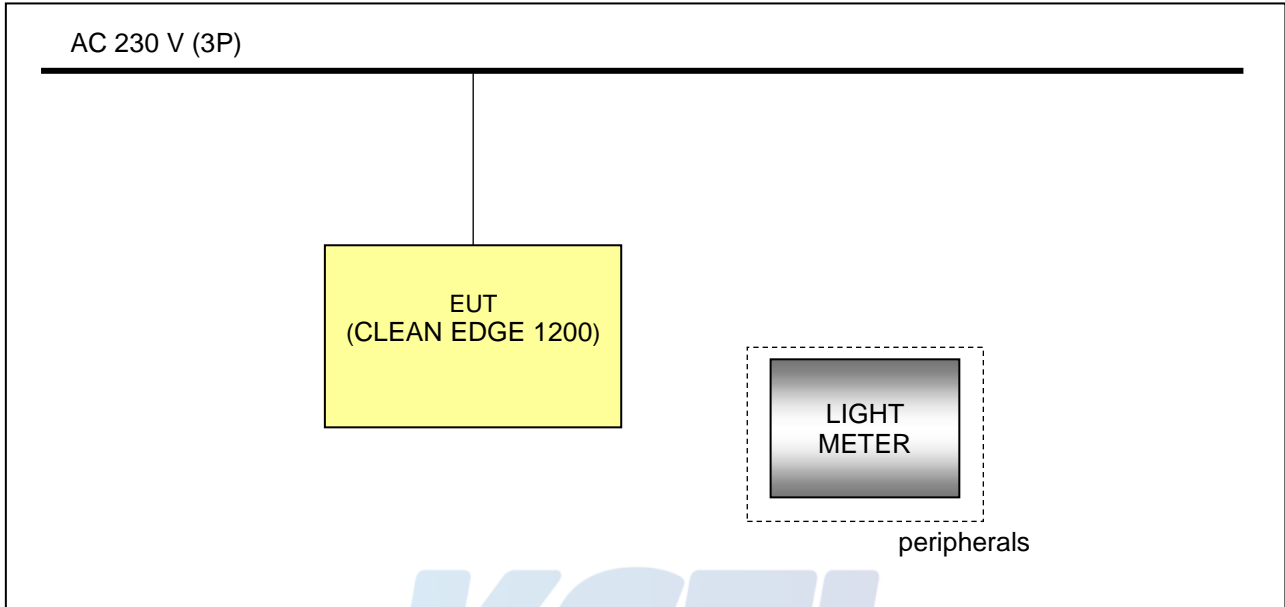 AC 230 V (3P)
EUT
(CLEAN EDGE 1200)
LIGHT
METER
peripherals